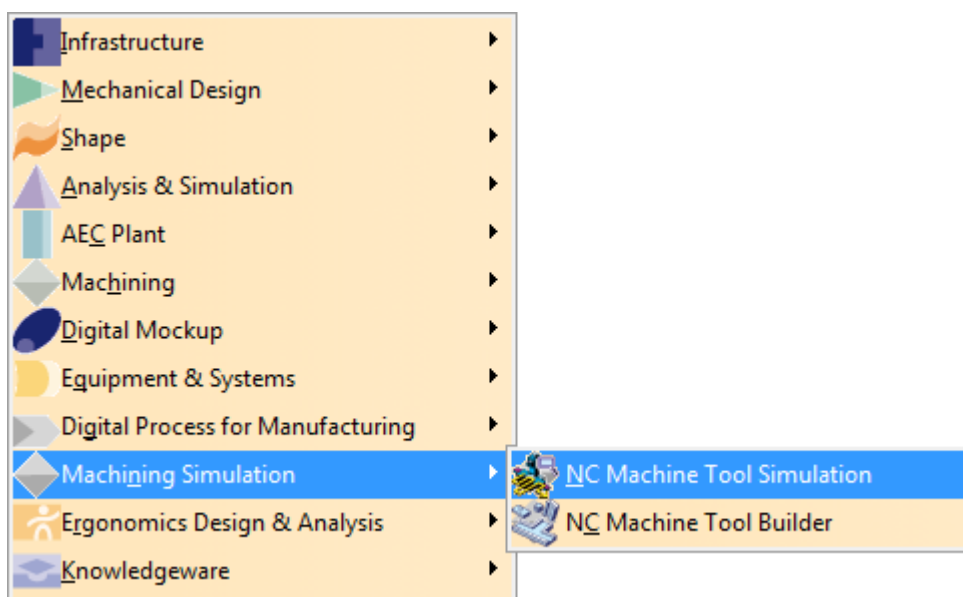 Infrastructure
Mechanical Design
Shape
Analysis & Simulation
AEC Plant
Machining
Digital Mockup
Equipment & Systems
Digital Process for Manufacturing
Machining Simulation
NC Machine Tool Simulation
Ergonomics Design & Analysis
NC Machine Tool Builder
Knowledgeware